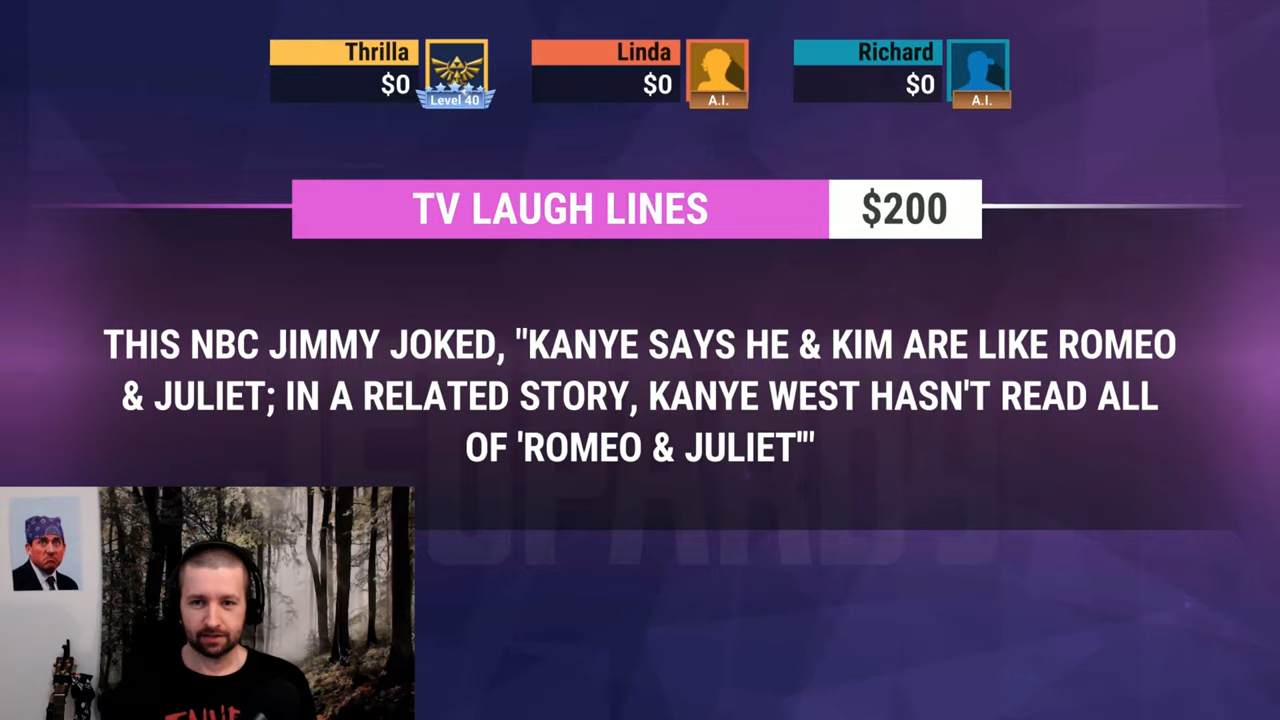 Thrilla
$0
Level 40
Linda
$0
A.I.
Richard
$0
A.I.
TV LAUGH LINES
$200
THIS NBC JIMMY JOKED, "KANYE SAYS HE & KIM ARE LIKE ROMEO
& JULIET; IN A RELATED STORY, KANYE WEST HASN'T READ ALL
OF 'ROMEO & JULIET'"
JEOPARDY